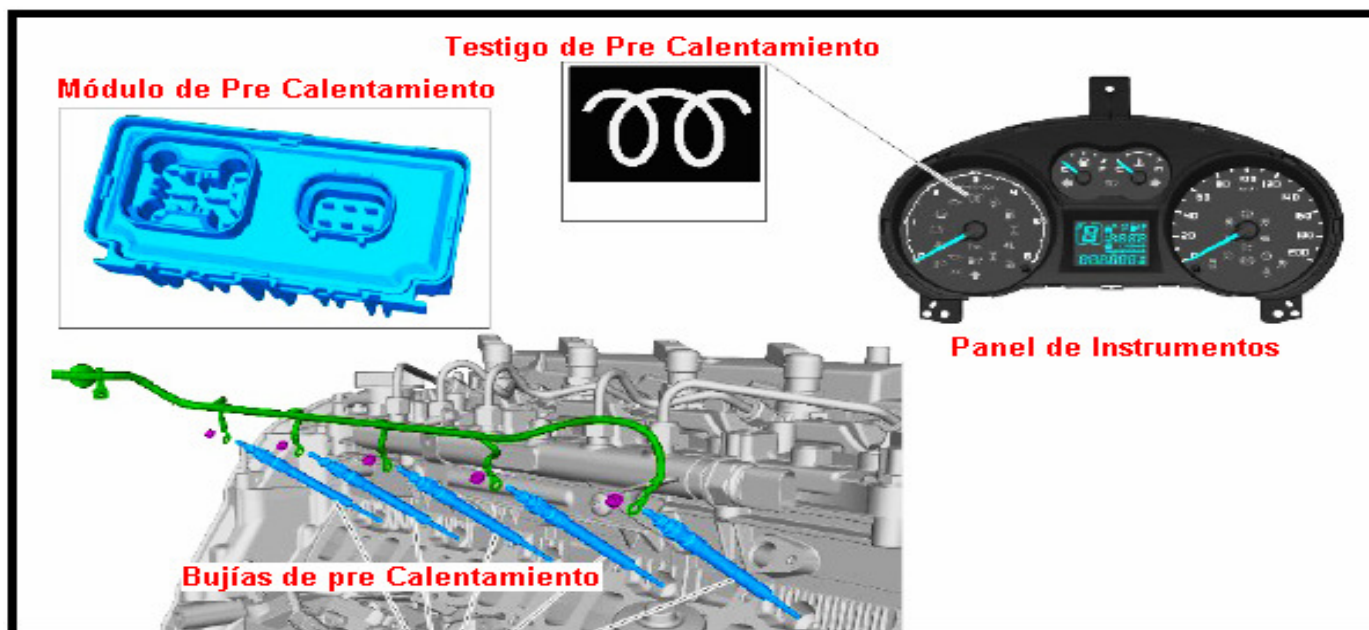 Testigo de Pre Calentamiento
Módulo de Pre Calentamiento
Panel de Instrumentos
Bujías de pre Calentamiento